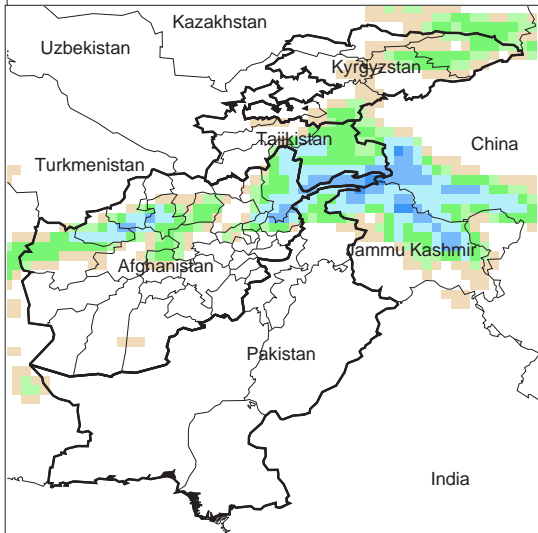 Kazakhstan
Uzbekistan
Kyrgyzstan
Tajikistan
China
Turkmenistan
Jammu Kashmir
Afghanistan
Pakistan
India